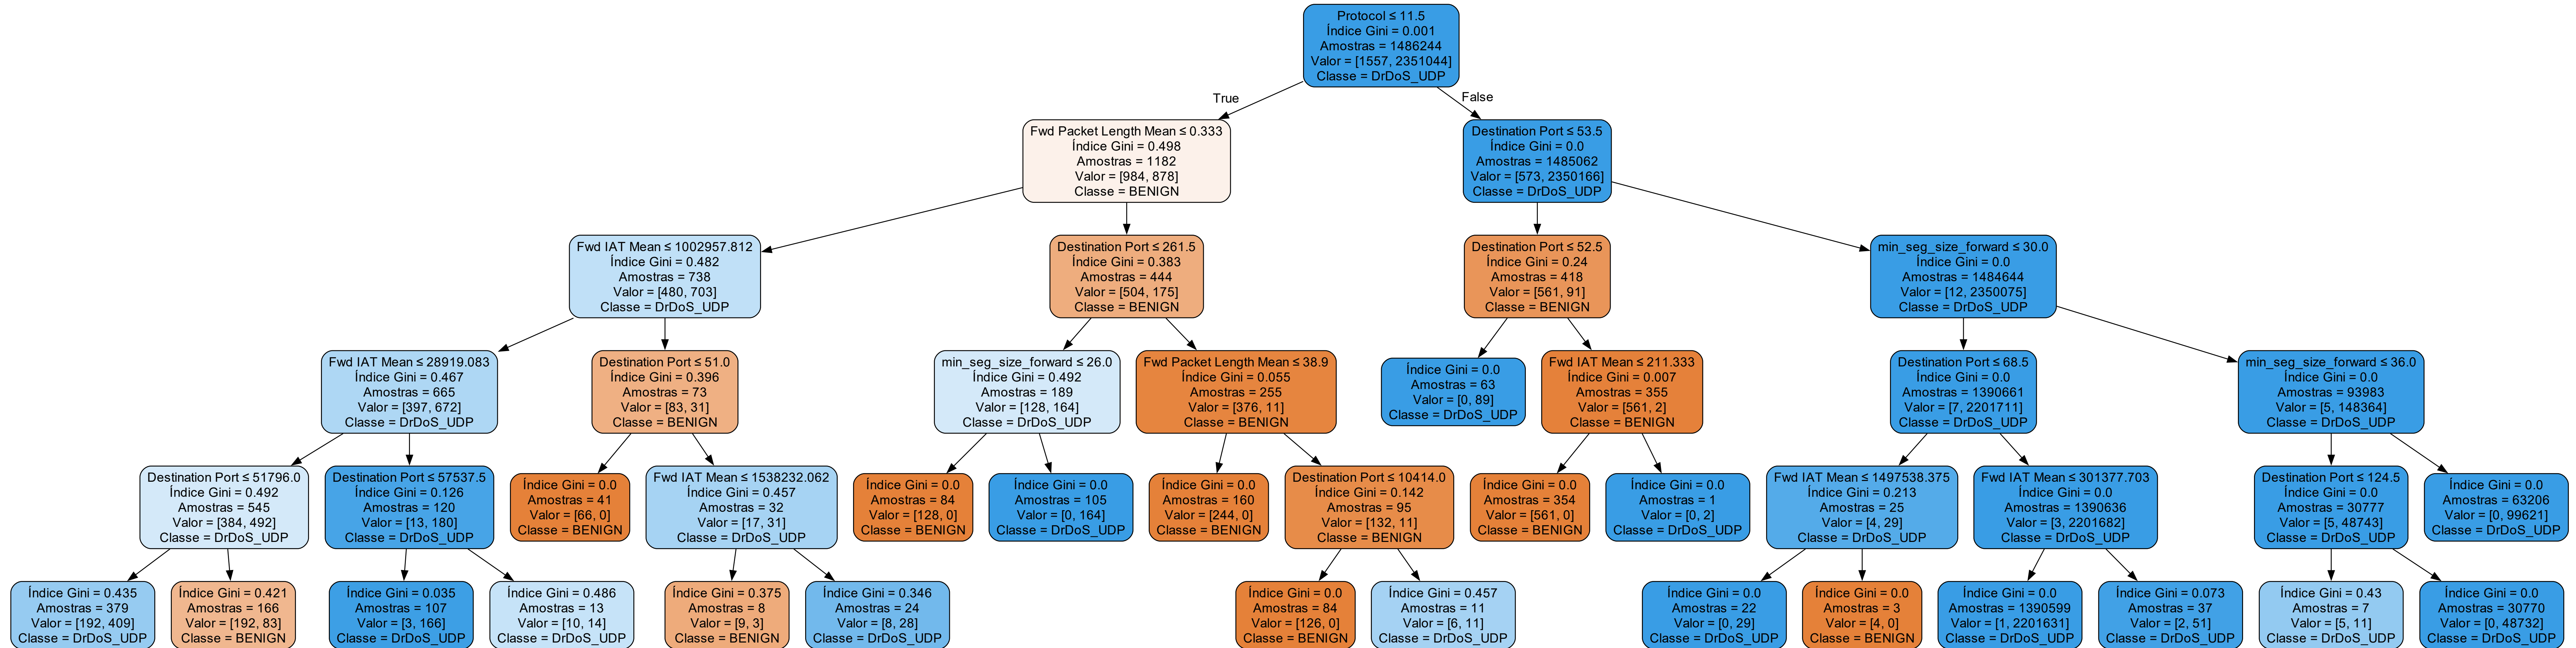 Protocol ≤ 11.5
Índice Gini = 0.001
Amostras = 1486244
Valor = [1557, 2351044]
Classe = DrDoS_UDP
True
False
Fwd Packet Length Mean ≤ 0.333
Índice Gini = 0.498
Amostras = 1182
Valor = [984, 878]
Classe = BENIGN
Destination Port ≤ 53.5
Índice Gini = 0.0
Amostras = 1485062
Valor = [573, 2350166]
Classe = DrDoS_UDP
Fwd IAT Mean ≤ 1002957.812
Índice Gini = 0.482
Amostras = 738
Valor = [480, 703]
Classe = DrDoS_UDP
Destination Port ≤ 261.5
Índice Gini = 0.383
Amostras = 444
Valor = [504, 175]
Classe = BENIGN
Destination Port ≤ 52.5
Índice Gini = 0.24
Amostras = 418
Valor = [561, 91]
Classe = BENIGN
min_seg_size_forward ≤ 30.0
Índice Gini = 0.0
Amostras = 1484644
Valor = [12, 2350075]
Classe = DrDoS_UDP
Fwd IAT Mean ≤ 28919.083
Índice Gini = 0.467
Amostras = 665
Valor = [397, 672]
Classe = DrDoS_UDP
Destination Port ≤ 51.0
Índice Gini = 0.396
Amostras = 73
Valor = [83, 31]
Classe = BENIGN
min_seg_size_forward ≤ 26.0
Índice Gini = 0.492
Amostras = 189
Valor = [128, 164]
Classe = DrDoS_UDP
Fwd Packet Length Mean ≤ 38.9
Índice Gini = 0.055
Amostras = 255
Valor = [376, 11]
Classe = BENIGN
Índice Gini = 0.0
Amostras = 63
Valor = [0, 89]
Classe = DrDoS_UDP
Fwd IAT Mean ≤ 211.333
Índice Gini = 0.007
Amostras = 355
Valor = [561, 2]
Classe = BENIGN
Destination Port ≤ 68.5
Índice Gini = 0.0
Amostras = 1390661
Valor = [7, 2201711]
Classe = DrDoS_UDP
min_seg_size_forward ≤ 36.0
Índice Gini = 0.0
Amostras = 93983
Valor = [5, 148364]
Classe = DrDoS_UDP
Destination Port ≤ 51796.0
Índice Gini = 0.492
Amostras = 545
Valor = [384, 492]
Classe = DrDoS_UDP
Destination Port ≤ 57537.5
Índice Gini = 0.126
Amostras = 120
Valor = [13, 180]
Classe = DrDoS_UDP
Índice Gini = 0.0
Amostras = 41
Valor = [66, 0]
Classe = BENIGN
Fwd IAT Mean ≤ 1538232.062
Índice Gini = 0.457
Amostras = 32
Valor = [17, 31]
Classe = DrDoS_UDP
Índice Gini = 0.0
Amostras = 84
Valor = [128, 0]
Classe = BENIGN
Índice Gini = 0.0
Amostras = 105
Valor = [0, 164]
Classe = DrDoS_UDP
Índice Gini = 0.0
Amostras = 160
Valor = [244, 0]
Classe = BENIGN
Destination Port ≤ 10414.0
Índice Gini = 0.142
Amostras = 95
Valor = [132, 11]
Classe = BENIGN
Índice Gini = 0.0
Amostras = 354
Valor = [561, 0]
Classe = BENIGN
Índice Gini = 0.0
Amostras = 1
Valor = [0, 2]
Classe = DrDoS_UDP
Fwd IAT Mean ≤ 1497538.375
Índice Gini = 0.213
Amostras = 25
Valor = [4, 29]
Classe = DrDoS_UDP
Fwd IAT Mean ≤ 301377.703
Índice Gini = 0.0
Amostras = 1390636
Valor = [3, 2201682]
Classe = DrDoS_UDP
Destination Port ≤ 124.5
Índice Gini = 0.0
Amostras = 30777
Valor = [5, 48743]
Classe = DrDoS_UDP
Índice Gini = 0.0
Amostras = 63206
Valor = [0, 99621]
Classe = DrDoS_UDP
Índice Gini = 0.435
Amostras = 379
Valor = [192, 409]
Classe = DrDoS_UDP
Índice Gini = 0.421
Amostras = 166
Valor = [192, 83]
Classe = BENIGN
Índice Gini = 0.035
Amostras = 107
Valor = [3, 166]
Classe = DrDoS_UDP
Índice Gini = 0.486
Amostras = 13
Valor = [10, 14]
Classe = DrDoS_UDP
Índice Gini = 0.375
Amostras = 8
Valor = [9, 3]
Classe = BENIGN
Índice Gini = 0.346
Amostras = 24
Valor = [8, 28]
Classe = DrDoS_UDP
Índice Gini = 0.0
Amostras = 84
Valor = [126, 0]
Classe = BENIGN
Índice Gini = 0.457
Amostras = 11
Valor = [6, 11]
Classe = DrDoS_UDP
Índice Gini = 0.0
Amostras = 22
Valor = [0, 29]
Classe = DrDoS_UDP
Índice Gini = 0.0
Amostras = 3
Valor = [4, 0]
Classe = BENIGN
Índice Gini = 0.0
Amostras = 1390599
Valor = [1, 2201631]
Classe = DrDoS_UDP
Índice Gini = 0.073
Amostras = 37
Valor = [2, 51]
Classe = DrDoS_UDP
Índice Gini = 0.43
Amostras = 7
Valor = [5, 11]
Classe = DrDoS_UDP
Índice Gini = 0.0
Amostras = 30770
Valor = [0, 48732]
Classe = DrDoS_UDP